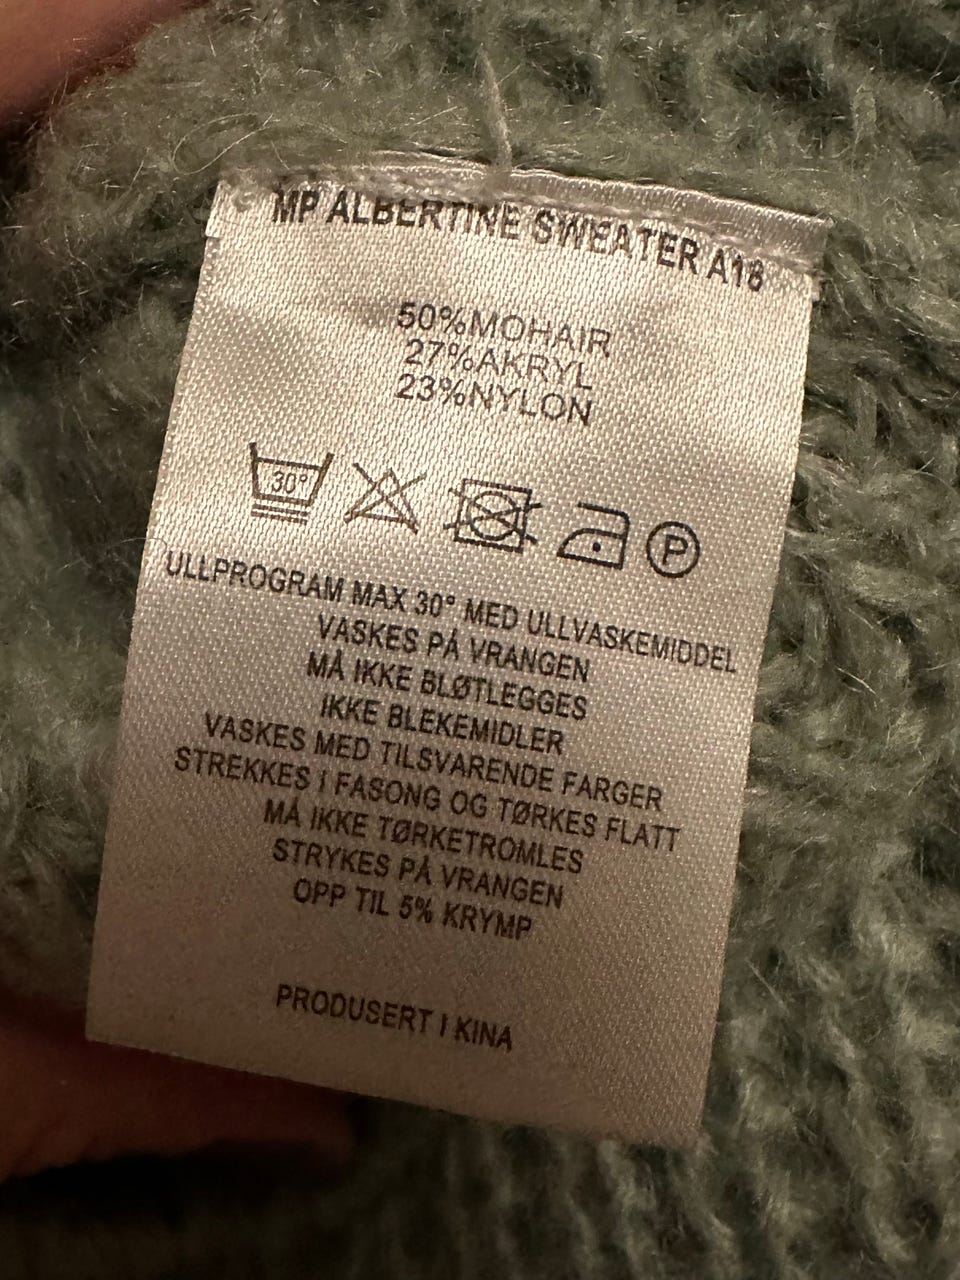 MP ALBERTINE SWEATER A18
50%MOHAIR
27%AKRYL
23%NYLON
30° P
ULLPROGRAM MAX 30° MED ULLVASKEMIDDEL
VASKES PÅ VRANGEN
MÅ IKKE BLØTLEGGES
IKKE BLEKEMIDLER
VASKES MED TILSVARENDE FARGER
STREKKES I FASONG OG TØRKES FLATT
MÅ IKKE TØRKETROMLES
STRYKES PÅ VRANGEN
OPP TIL 5% KRYMP
PRODUSERT I KINA